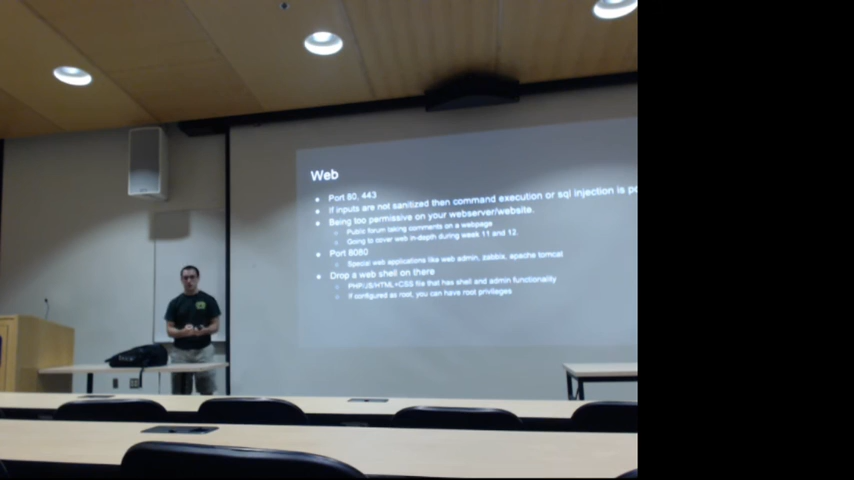 Web
Port 80, 443
If inputs are not sanitized then command execution or sql injection is po
Being too permissive on your webserver/website.
Public forum taking comments on a webpage
Going to cover web in-depth during week 11 and 12.
Port 8080
Special web applications like web admin, zabbix, apache tomcat
Drop a web shell on there
PHP/JS/HTML+CSS file that has shell and admin functionality
If configured as root, you can have root privileges